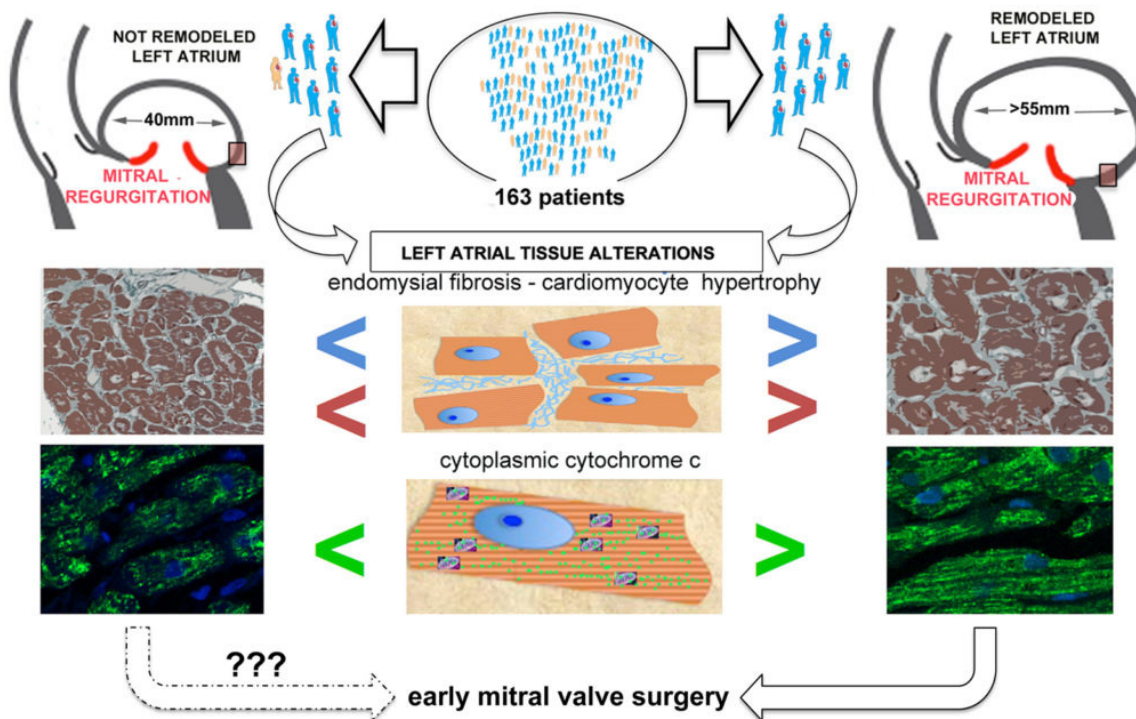 NOT REMODELED
LEFT ATRIUM
40mm
MITRAL
REGURGITATION
163 patients
REMODELED
LEFT ATRIUM
>55mm
MITRAL
REGURGITATION
LEFT ATRIAL TISSUE ALTERATIONS
endomysial fibrosis - cardiomyocyte hypertrophy
< >
< >
cytoplasmic cytochrome c
< >
???
early mitral valve surgery